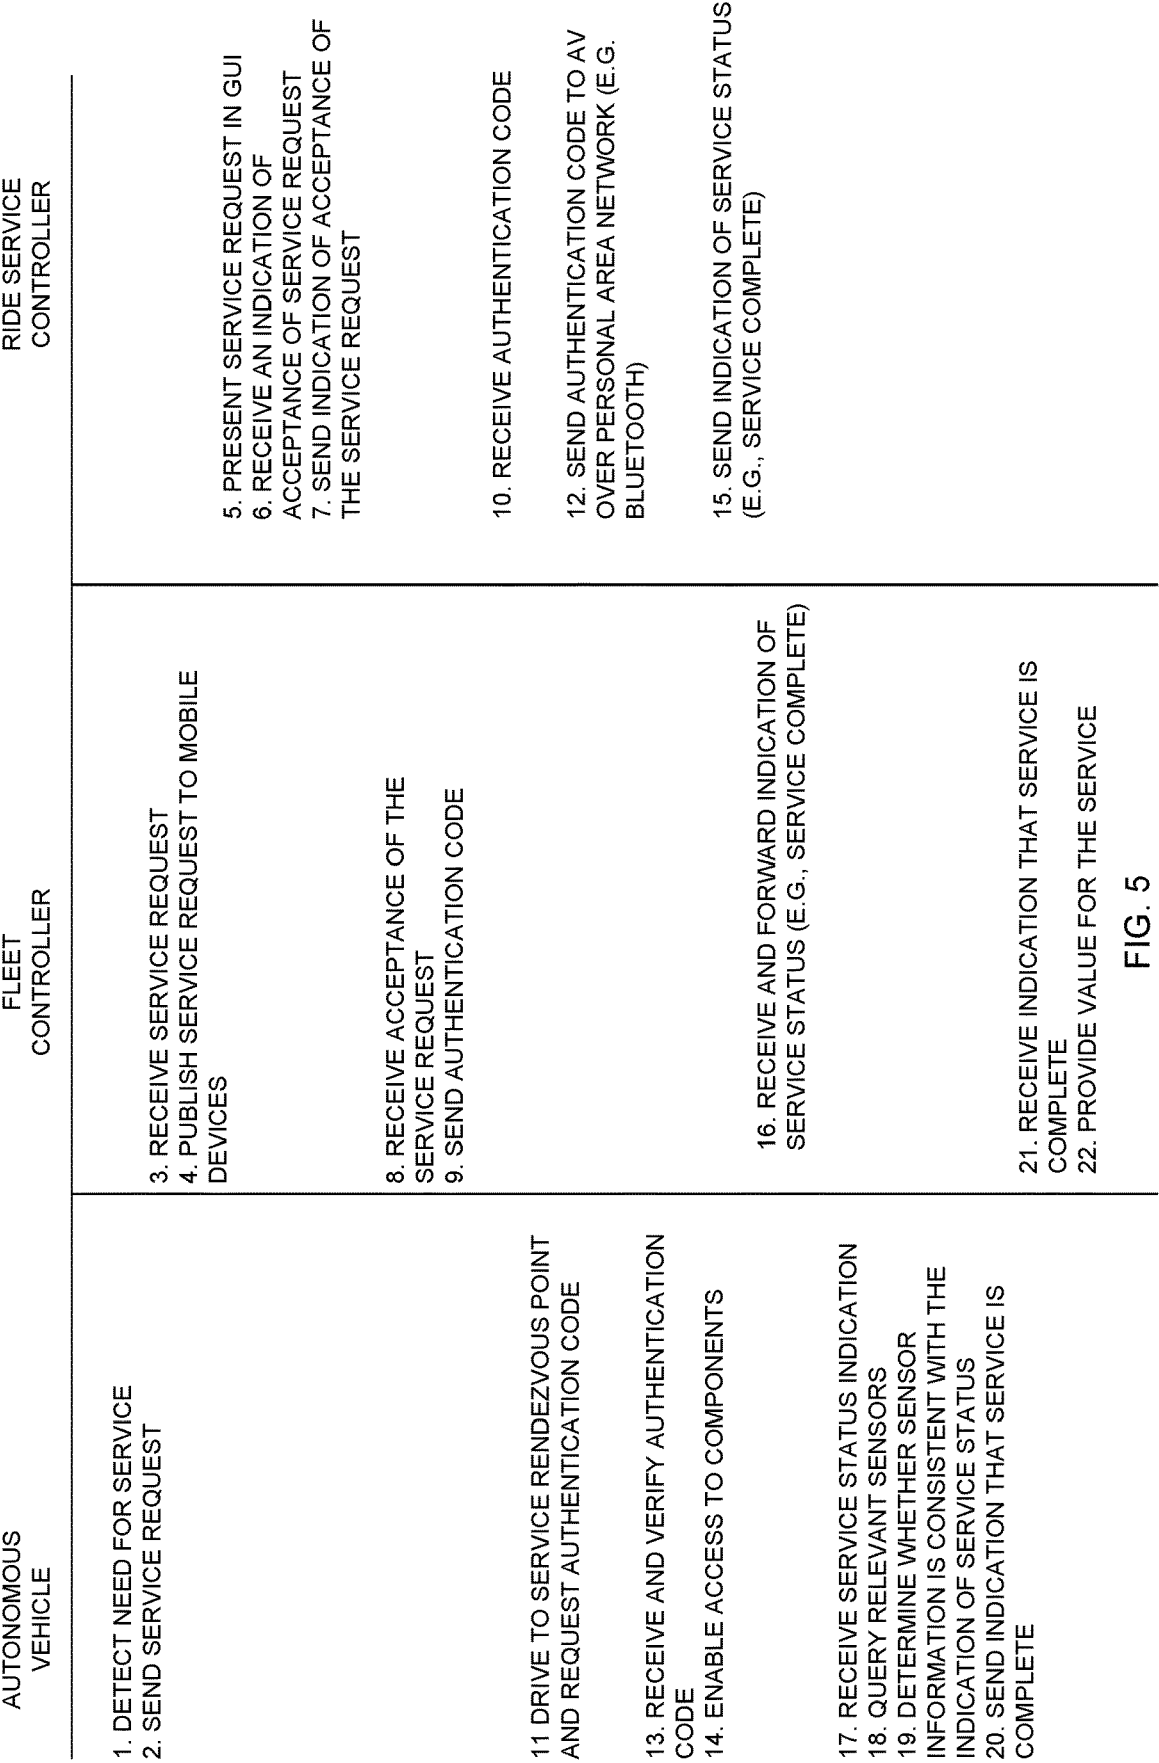 AUTONOMOUS
VEHICLE
FLEET
CONTROLLER
RIDE SERVICE
CONTROLLER
1. DETECT NEED FOR SERVICE
2. SEND SERVICE REQUEST
3. RECEIVE SERVICE REQUEST
4. PUBLISH SERVICE REQUEST TO MOBILE
DEVICES
5. PRESENT SERVICE REQUEST IN GUI
6. RECEIVE AN INDICATION OF
ACCEPTANCE OF SERVICE REQUEST
7. SEND INDICATION OF ACCEPTANCE OF
THE SERVICE REQUEST
8. RECEIVE ACCEPTANCE OF THE
SERVICE REQUEST
9. SEND AUTHENTICATION CODE
10. RECEIVE AUTHENTICATION CODE
11 DRIVE TO SERVICE RENDEZVOUS POINT
AND REQUEST AUTHENTICATION CODE
12. SEND AUTHENTICATION CODE TO AV
OVER PERSONAL AREA NETWORK (E.G.
BLUETOOTH)
13. RECEIVE AND VERIFY AUTHENTICATION
CODE
14. ENABLE ACCESS TO COMPONENTS
15. SEND INDICATION OF SERVICE STATUS
(E.G., SERVICE COMPLETE)
16. RECEIVE AND FORWARD INDICATION OF
SERVICE STATUS (E.G., SERVICE COMPLETE)
17. RECEIVE SERVICE STATUS INDICATION
18. QUERY RELEVANT SENSORS
19. DETERMINE WHETHER SENSOR
INFORMATION IS CONSISTENT WITH THE
INDICATION OF SERVICE STATUS
20. SEND INDICATION THAT SERVICE IS
COMPLETE
21. RECEIVE INDICATION THAT SERVICE IS
COMPLETE
22. PROVIDE VALUE FOR THE SERVICE
FIG. 5